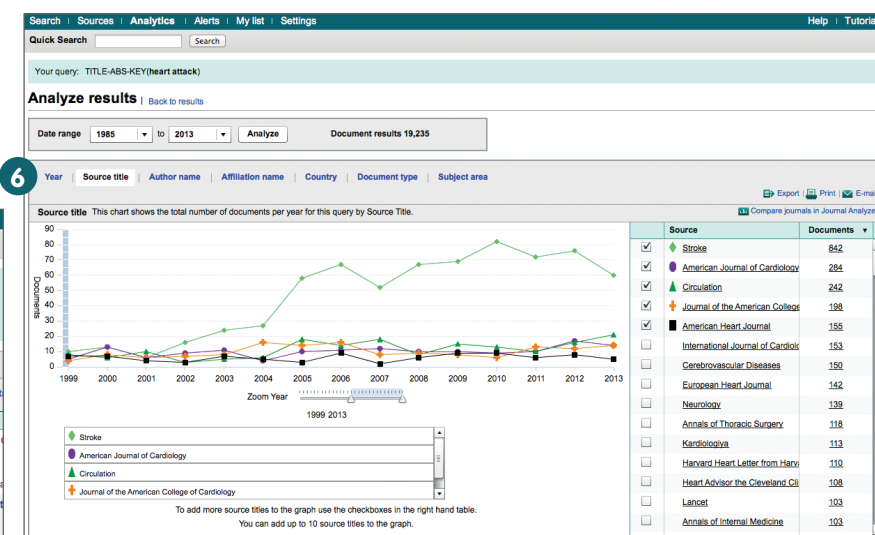 Search | Sources | Analytics | Alerts | My list | Settings Help | Tutoria
Quick Search Search
Your query: TITLE-ABS-KEY(heart attack)
Analyze results | Back to results
Date range 1985 to 2013 Analyze Document results 19,235
6
Year | Source title | Author name | Affiliation name | Country | Document type | Subject area
Export | Print | E-mai
Source title This chart shows the total number of documents per year for this query by Source Title.
Compare journals in Journal Analyze
90
80
70
60
50
40
30
20
10
0
Documents
1999 2000 2001 2002 2003 2004 2005 2006 2007 2008 2009 2010 2011 2012 2013
Zoom Year
1999 2013
Stroke
American Journal of Cardiology
Circulation
Journal of the American College of Cardiology
To add more source titles to the graph use the checkboxes in the right hand table.
You can add up to 10 source titles to the graph.
Source Documents
Stroke 842
American Journal of Cardiology 284
Circulation 242
Journal of the American College 198
American Heart Journal 155
International Journal of Cardiolo 153
Cerebrovascular Diseases 150
European Heart Journal 142
Neurology 139
Annals of Thoracic Surgery 118
Kardiologiya 113
Harvard Heart Letter from Harva 110
Heart Advisor the Cleveland Cli 108
Lancet 103
Annals of Internal Medicine 103